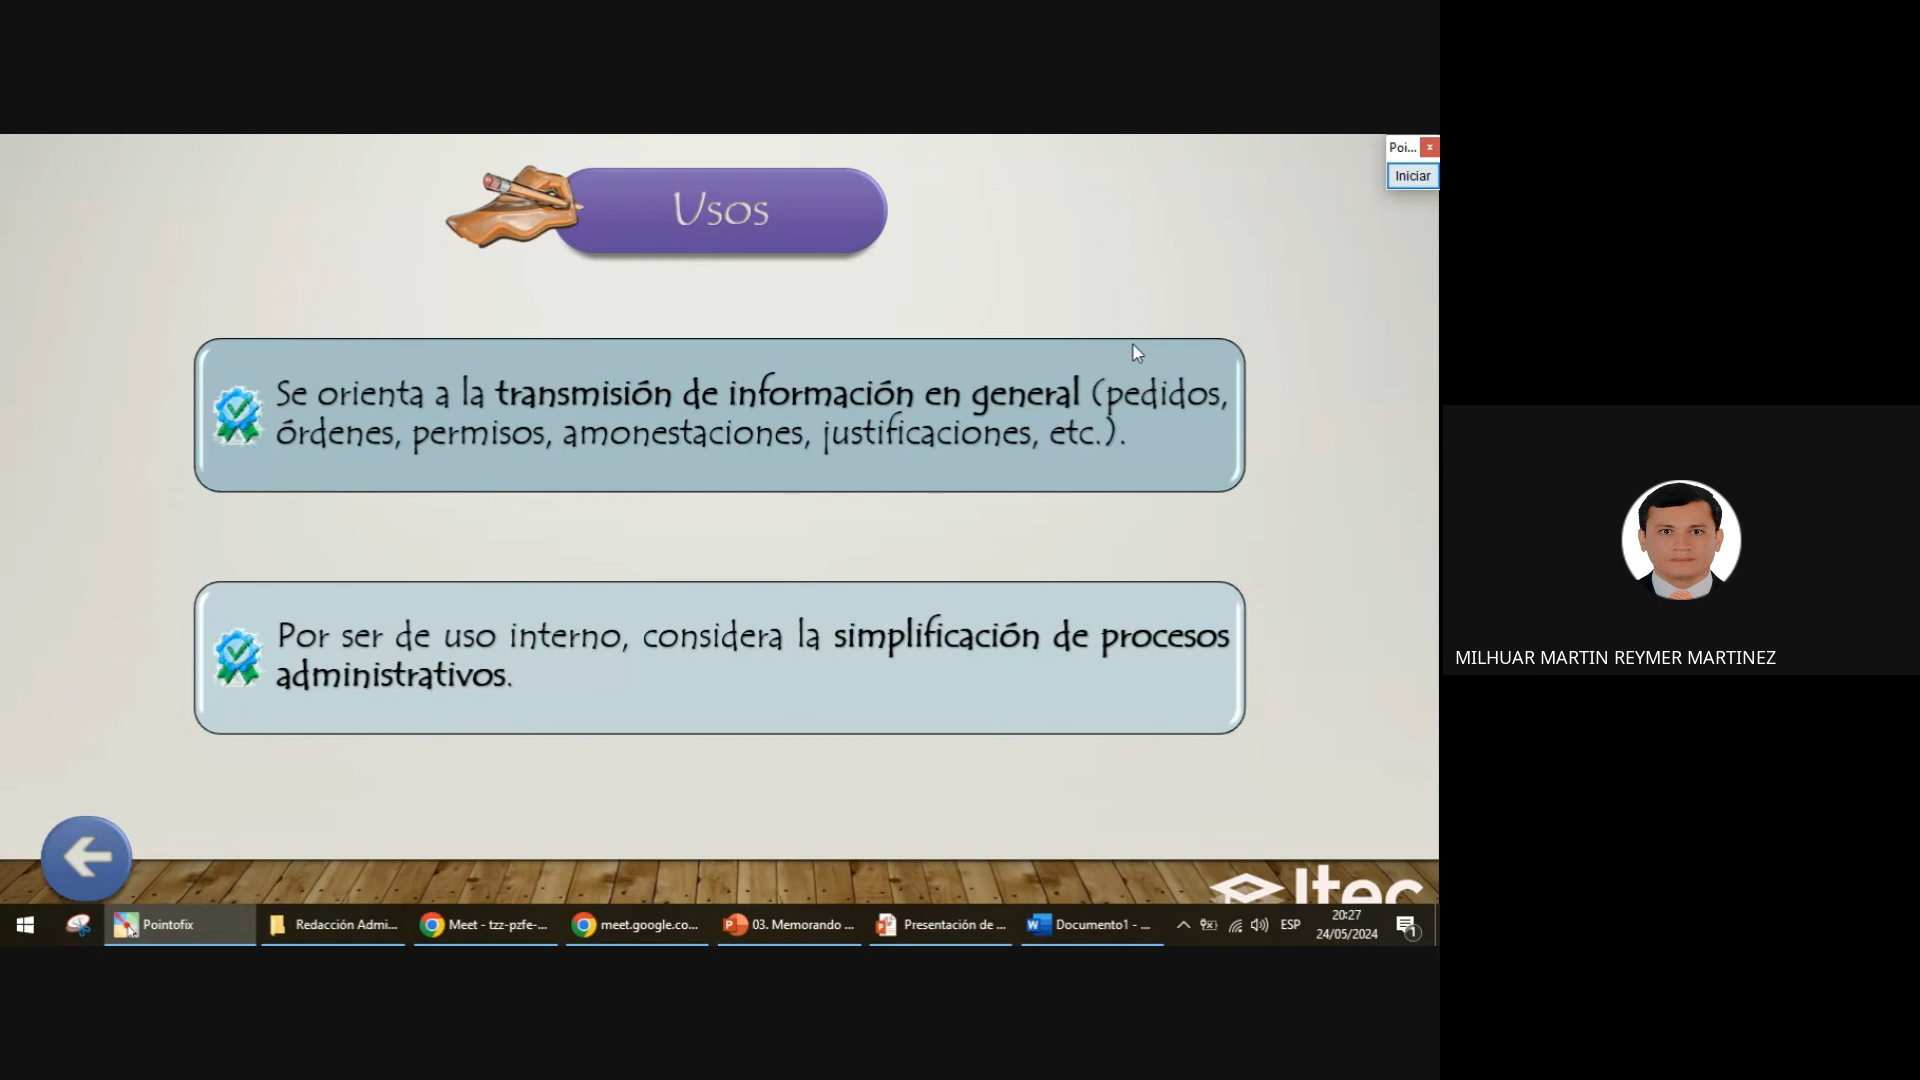 Poi...
x
Iniciar
Usos
Se orienta a la transmisión de información en general (pedidos,
órdenes, permisos, amonestaciones, justificaciones, etc.).
Por ser de uso interno, considera la simplificación de procesos
administrativos.
MILHUAR MARTIN REYMER MARTINEZ
Itec
Pointofix
Redacción Admi...
Meet - tzz-pzfe-...
meet.google.co...
03. Memorando ...
Presentación de ...
Documento1 - ...
ESP
20:27
24/05/2024
1